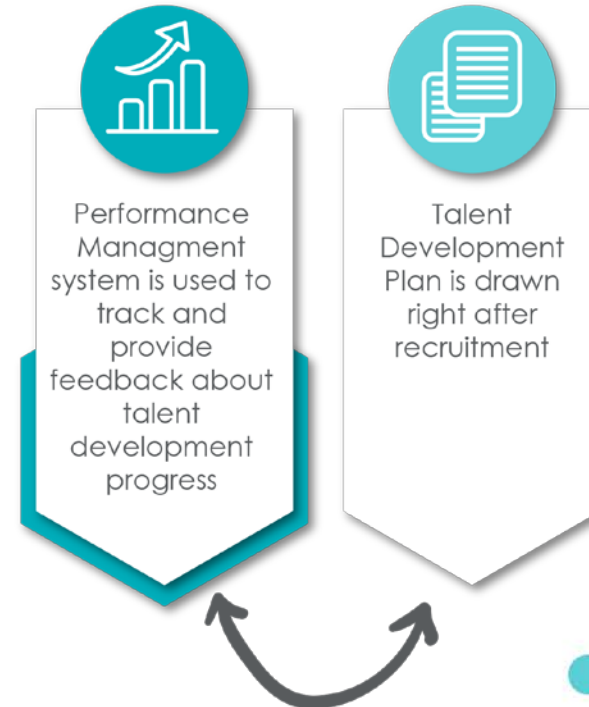 Performance
Managment
system is used to
track and
provide
feedback about
talent
development
progress
Talent
Development
Plan is drawn
right after
recruitment